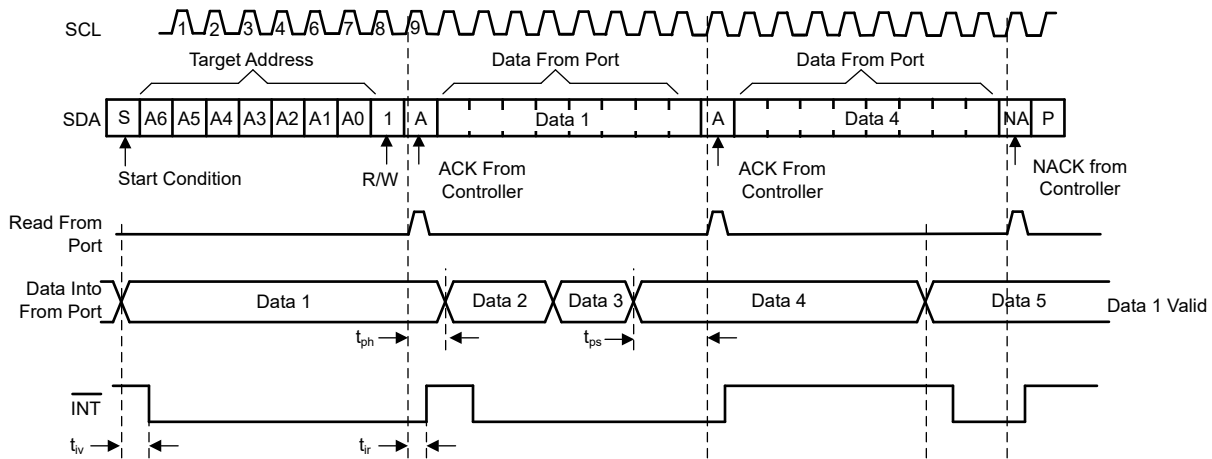 SCL 1 2 3 4 6 7 8 9
Target Address Data From Port Data From Port
SDA S A6 A5 A4 A3 A2 A1 A0 1 A Data 1 A Data 4 NA P
Start Condition
R/W
ACK From
Controller
ACK From
Controller
NACK from
Controller
Read From
Port
Data Into
From Port
Data 1 Data 2 Data 3 Data 4 Data 5 Data 1 Valid
tph tps
INT
tiv tir